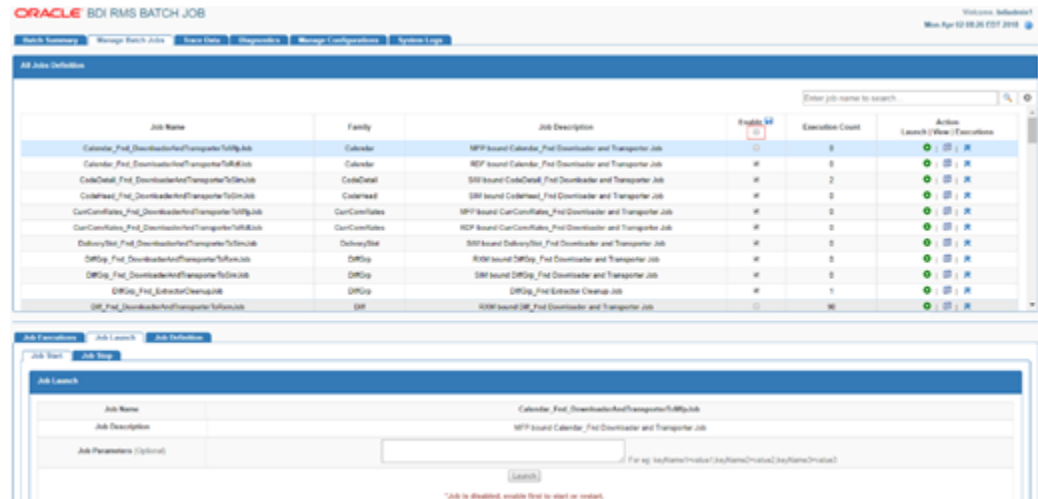 ORACLE BDI RMS BATCH JOB
Welcome, bdiadmin1
Mon Apr 02 08:26 EDT 2018
Batch Summary Manage Batch Jobs Trace Data Diagnostics Manage Configurations System Logs
All Jobs Definition
Enter job name to search...
Job Name Family Job Description Enable Execution Count Action
Launch | View | Executions
Calendar_Fnd_DownloaderAndTransporterToMfpJob Calendar MFP bound Calendar_Fnd Downloader and Transporter Job 0
Calendar_Fnd_DownloaderAndTransporterToRdfJob Calendar RDF bound Calendar_Fnd Downloader and Transporter Job 0
CodeDetail_Fnd_DownloaderAndTransporterToSimJob CodeDetail SIM bound CodeDetail_Fnd Downloader and Transporter Job 2
CodeHead_Fnd_DownloaderAndTransporterToSimJob CodeHead SIM bound CodeHead_Fnd Downloader and Transporter Job 0
CurrConvRates_Fnd_DownloaderAndTransporterToMfpJob CurrConvRates MFP bound CurrConvRates_Fnd Downloader and Transporter Job 0
CurrConvRates_Fnd_DownloaderAndTransporterToRdfJob CurrConvRates RDF bound CurrConvRates_Fnd Downloader and Transporter Job 0
DeliverySlot_Fnd_DownloaderAndTransporterToSimJob DeliverySlot SIM bound DeliverySlot_Fnd Downloader and Transporter Job 0
DiffGrp_Fnd_DownloaderAndTransporterToRxmJob DiffGrp RXM bound DiffGrp_Fnd Downloader and Transporter Job 0
DiffGrp_Fnd_DownloaderAndTransporterToSimJob DiffGrp SIM bound DiffGrp_Fnd Downloader and Transporter Job 0
DiffGrp_Fnd_ExtractorCleanupJob DiffGrp DiffGrp_Fnd Extractor Cleanup Job 1
Diff_Fnd_DownloaderAndTransporterToRxmJob Diff RXM bound Diff_Fnd Downloader and Transporter Job
Job Executions Job Launch Job Definition
Job Start Job Stop
Job Launch
Job Name Calendar_Fnd_DownloaderAndTransporterToMfpJob
Job Description MFP bound Calendar_Fnd Downloader and Transporter Job
Job Parameters (Optional) For eg: keyName1=value1,keyName2=value2,keyName3=value3
Launch
*Job is disabled, enable first to start or restart.